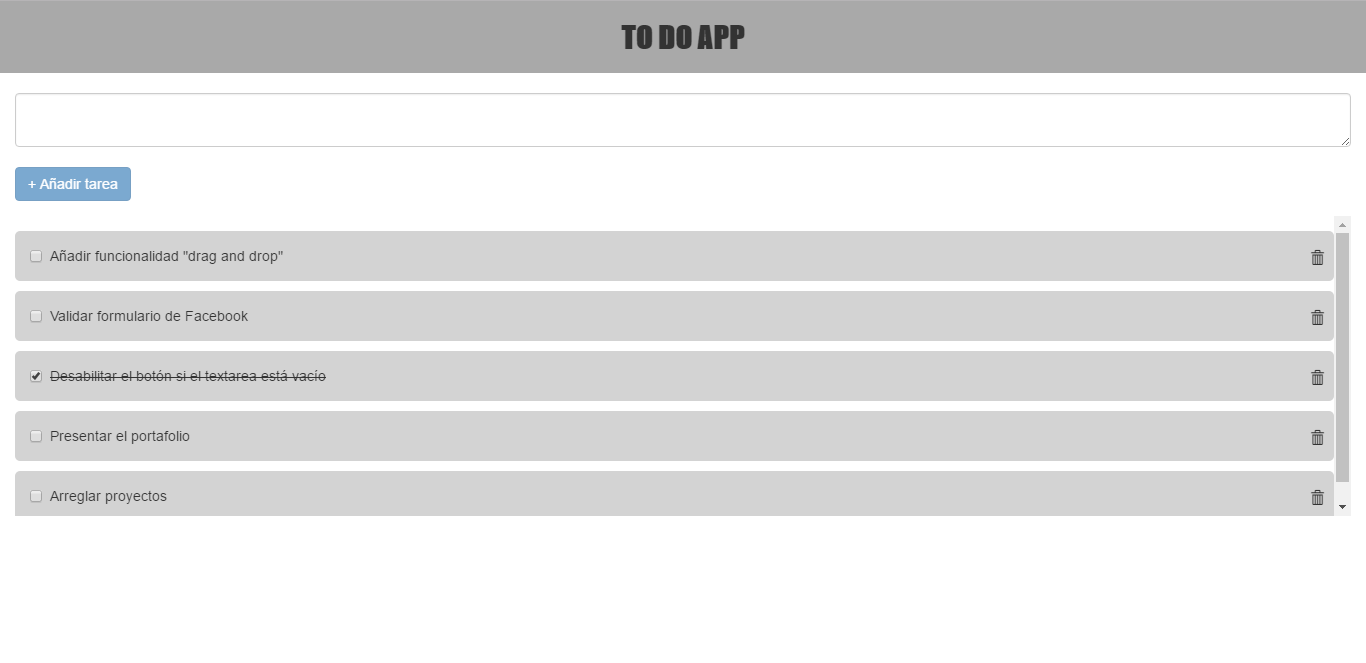 TO DO APP
+ Añadir tarea
Añadir funcionalidad "drag and drop"
Validar formulario de Facebook
Desabilitar el botón si el textarea está vacío
Presentar el portafolio
Arreglar proyectos